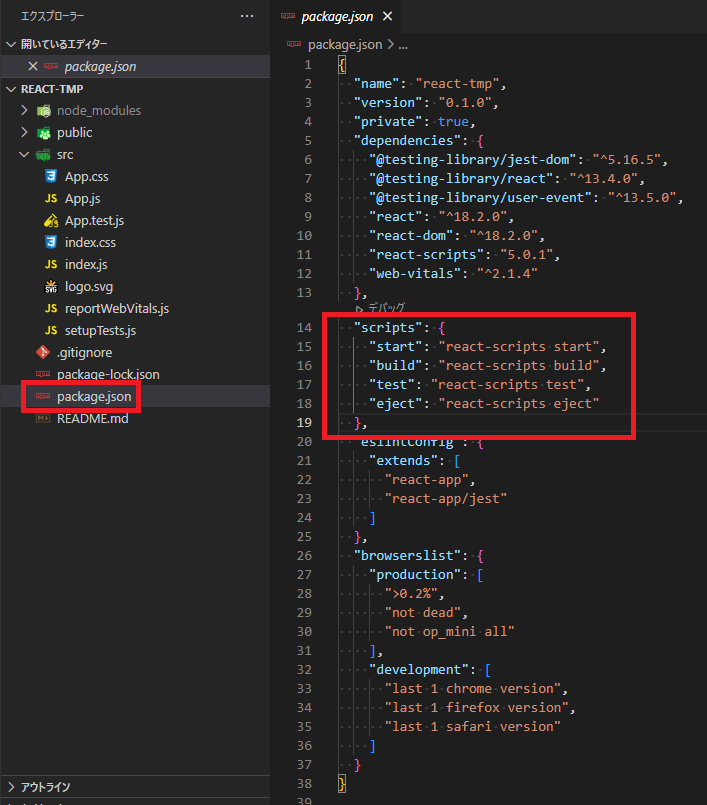 エクスプローラー
···
開いているエディター
package.json
REACT-TMP
node_modules
public
src
App.css
JS App.js
App.test.js
index.css
JS index.js
logo.svg
JS reportWebVitals.js
JS setupTests.js
.gitignore
package-lock.json
package.json
README.md
アウトライン
package.json
package.json > ...
1 {
2 "name": "react-tmp",
3 "version": "0.1.0",
4 "private": true,
5 "dependencies": {
6 "@testing-library/jest-dom": "^5.16.5",
7 "@testing-library/react": "^13.4.0",
8 "@testing-library/user-event": "^13.5.0",
9 "react": "^18.2.0",
10 "react-dom": "^18.2.0",
11 "react-scripts": "5.0.1",
12 "web-vitals": "^2.1.4"
13 },
デバッグ
14 "scripts": {
15 "start": "react-scripts start",
16 "build": "react-scripts build",
17 "test": "react-scripts test",
18 "eject": "react-scripts eject"
19 },
20 "eslintConfig": {
21 "extends": [
22 "react-app",
23 "react-app/jest"
24 ]
25 },
26 "browserslist": {
27 "production": [
28 ">0.2%",
29 "not dead",
30 "not op_mini all"
31 ],
32 "development": [
33 "last 1 chrome version",
34 "last 1 firefox version",
35 "last 1 safari version"
36 ]
37 }
38 }